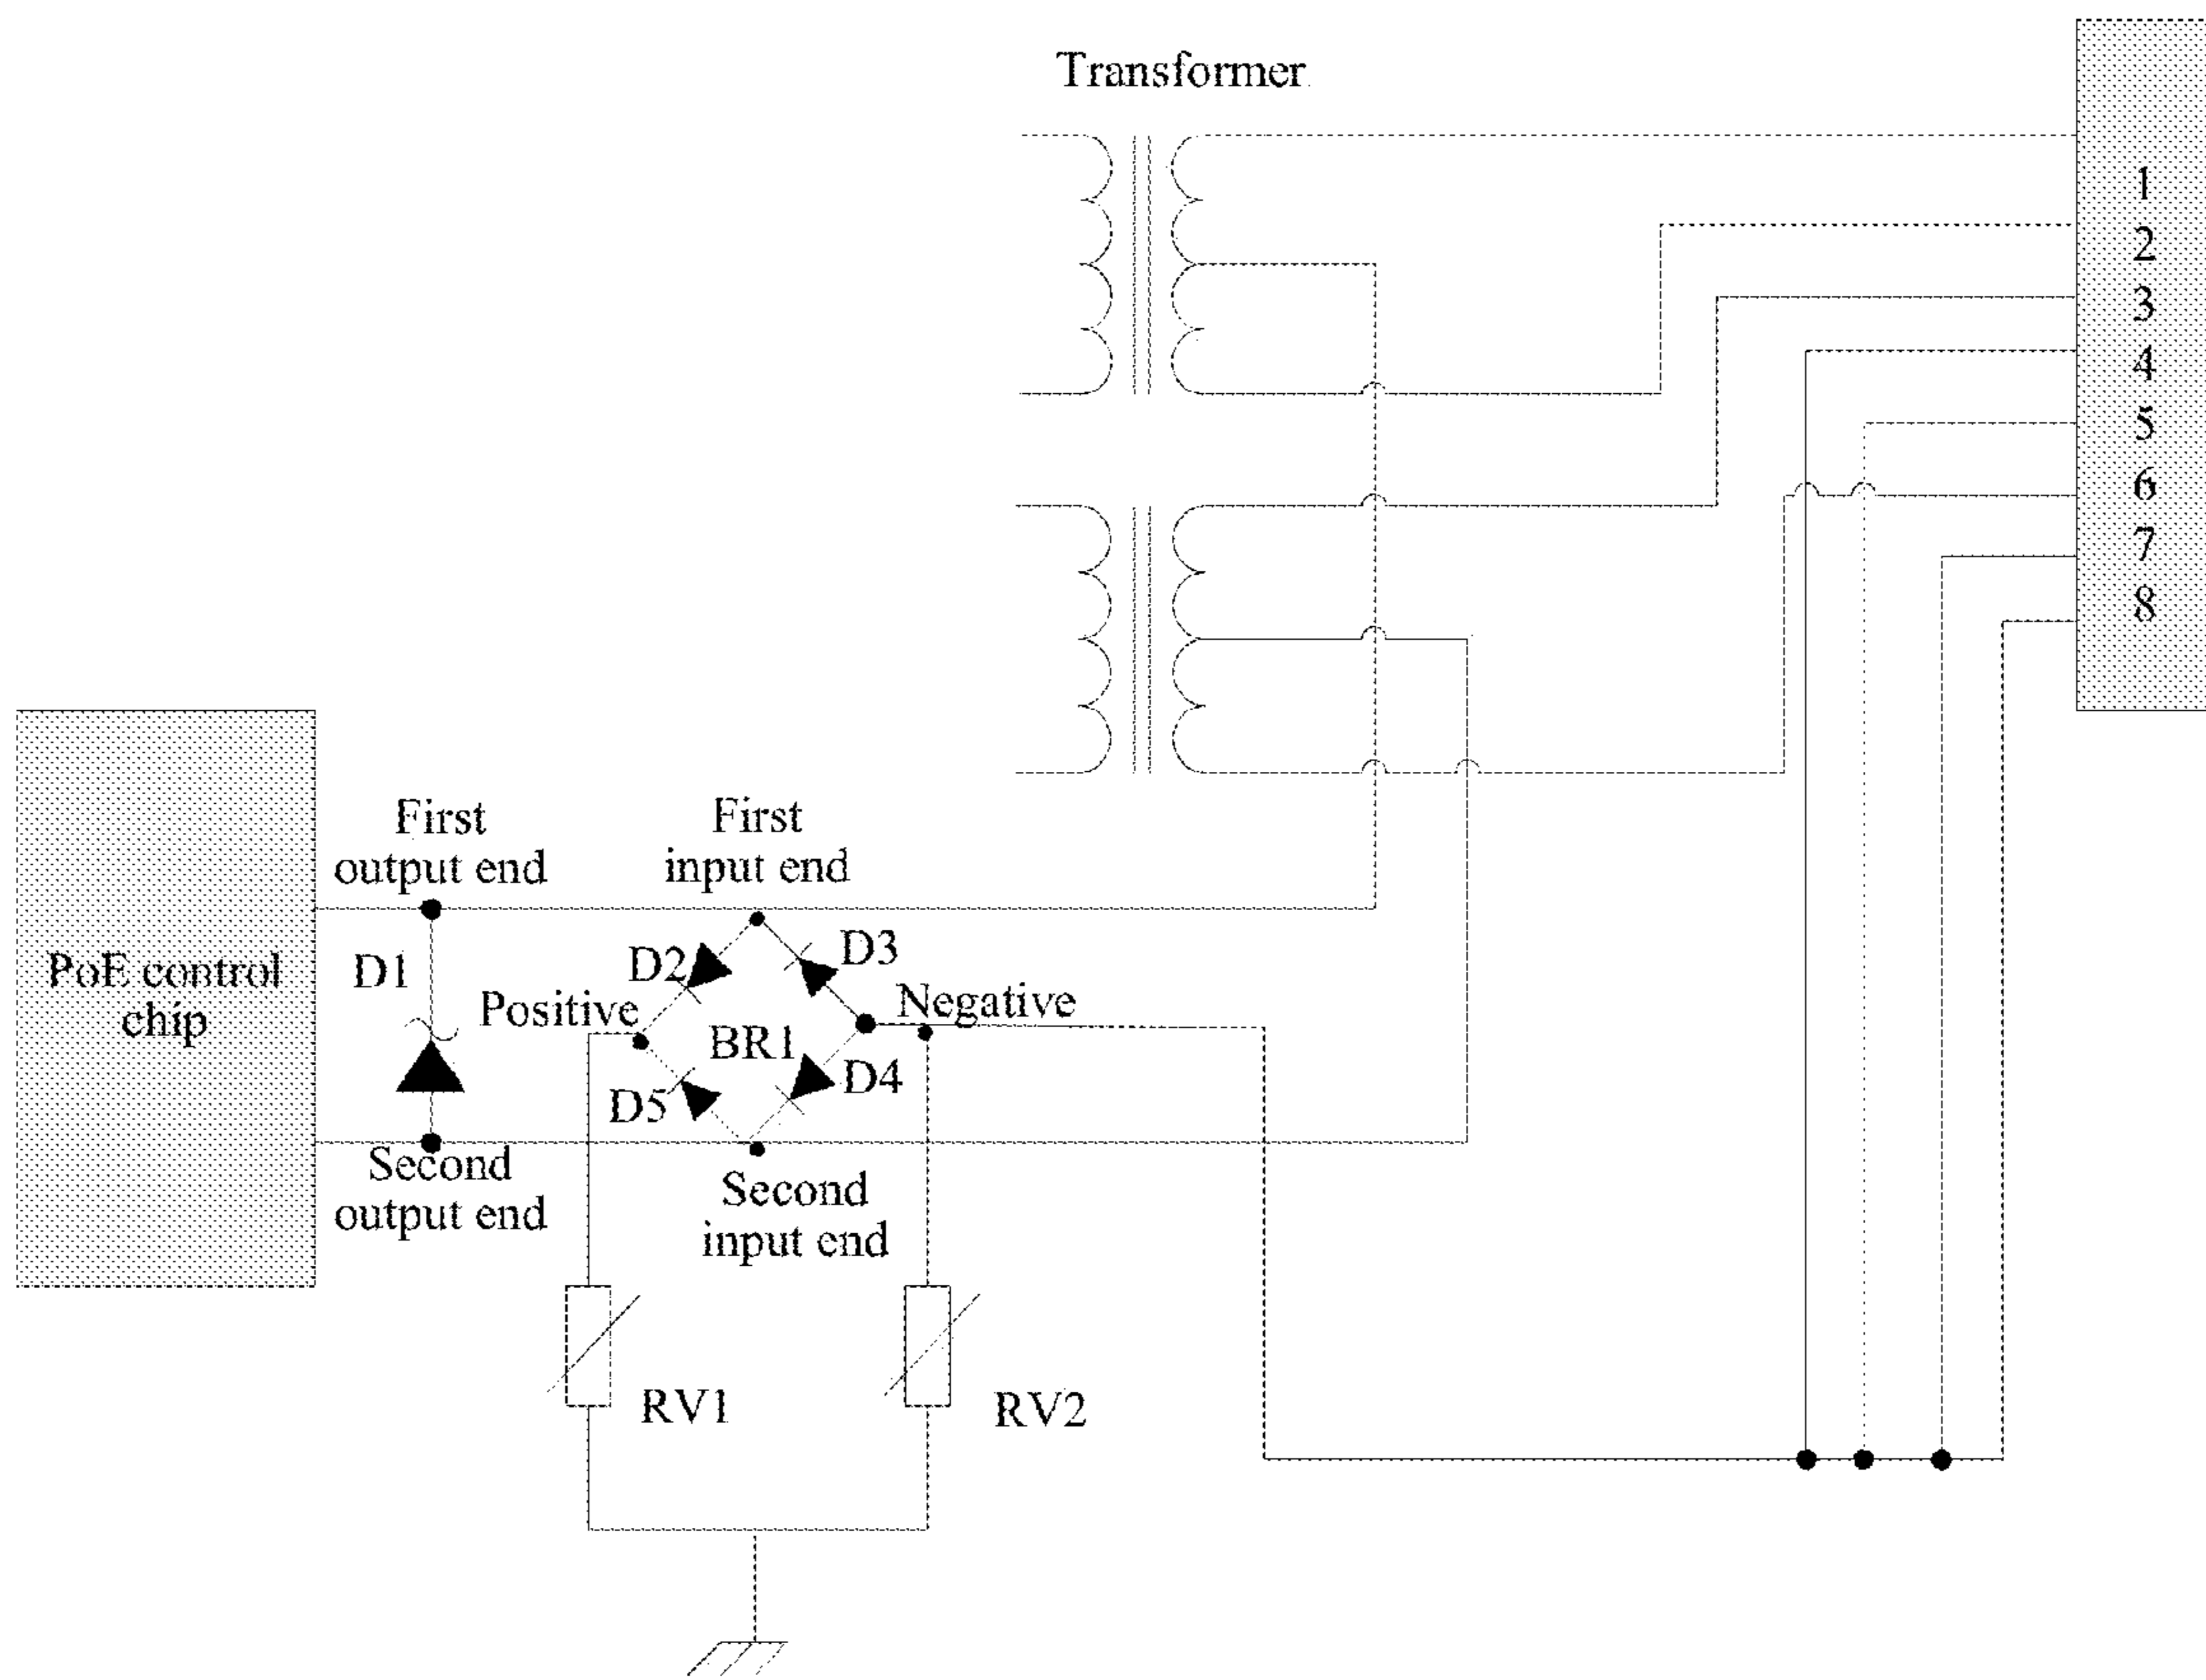 Transformer
1
2
3
4
5
6
7
8
First
output end
First
input end
PoE control
chip
D1
D2
D3
Positive
Negative
BR1
D5
D4
Second
output end
Second
input end
RV1
RV2